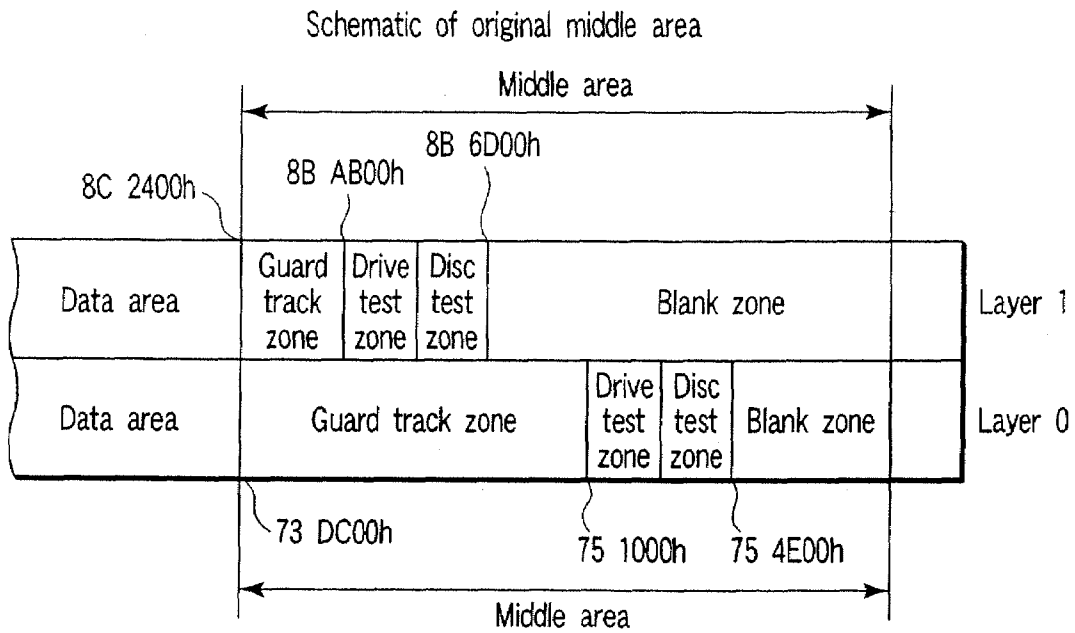 Schematic of original middle area
Middle area
8B 6D00h
8B AB00h
8C 2400h
Data area
Guard
track
zone
Drive
test
zone
Disc
test
zone
Blank zone
Layer 1
Data area
Guard track zone
Drive
test
zone
Disc
test
zone
Blank zone
Layer 0
73 DC00h
75 1000h
75 4E00h
Middle area